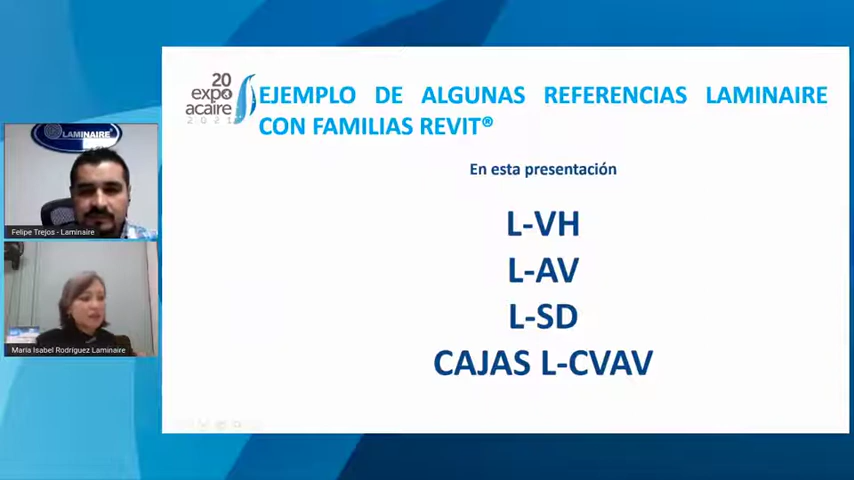 20
expo
acaire
2021
EJEMPLO DE ALGUNAS REFERENCIAS LAMINAIRE
CON FAMILIAS REVIT®
En esta presentación
L-VH
L-AV
L-SD
CAJAS L-CVAV
LAMINAIRE
Felipe Trejos - Laminaire
Maria Isabel Rodríguez Laminaire